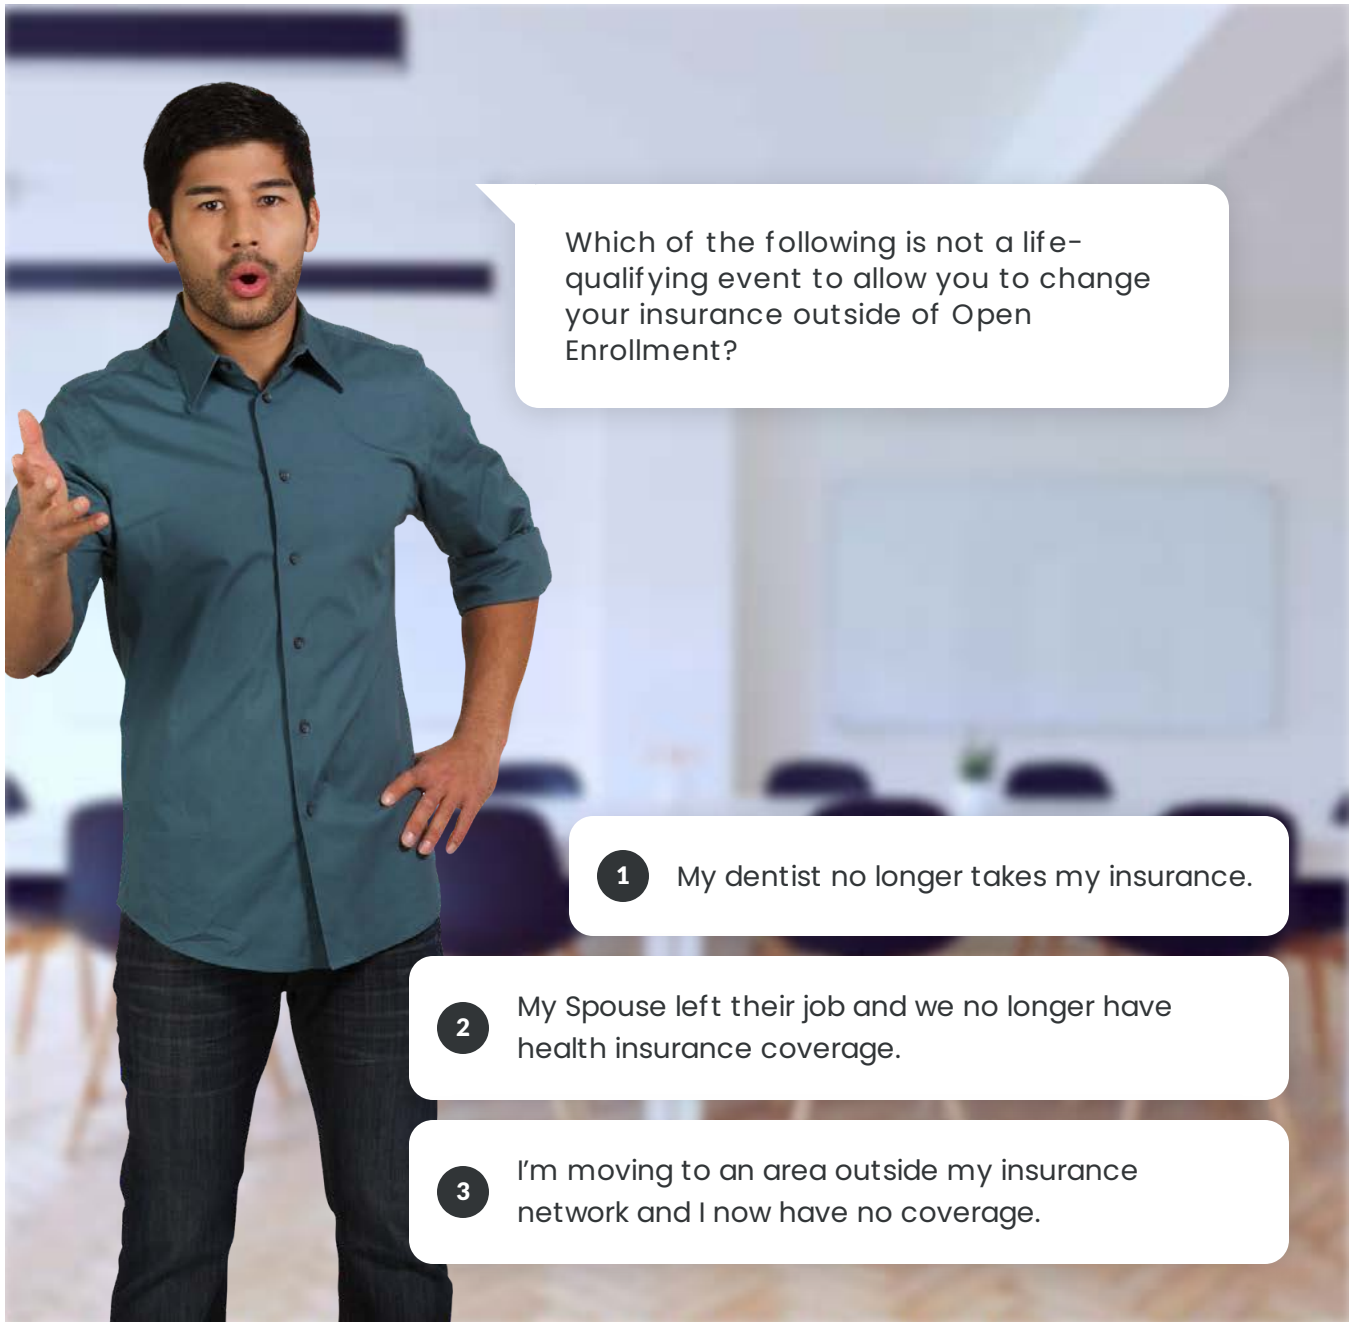 Which of the following is not a life-
qualifying event to allow you to change
your insurance outside of Open
Enrollment?
1 My dentist no longer takes my insurance.
2 My Spouse left their job and we no longer have
health insurance coverage.
3 I'm moving to an area outside my insurance
network and I now have no coverage.